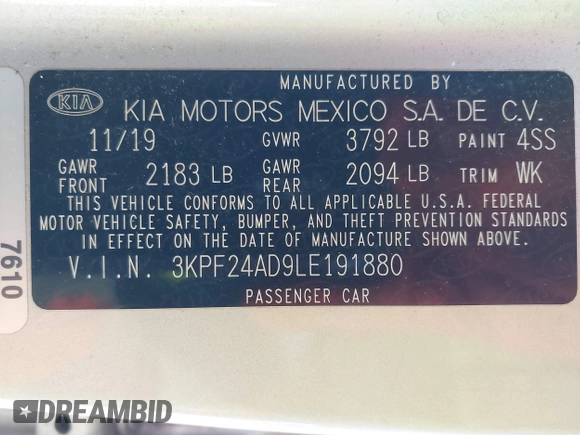 MANUFACTURED BY
KIA KIA MOTORS MEXICO S.A. DE C.V.
11/19 GVWR 3792 LB PAINT 4SS
GAWR FRONT 2183 LB GAWR REAR 2094 LB TRIM WK
THIS VEHICLE CONFORMS TO ALL APPLICABLE U.S.A. FEDERAL
MOTOR VEHICLE SAFETY, BUMPER, AND THEFT PREVENTION STANDARDS
IN EFFECT ON THE DATE OF MANUFACTURE SHOWN ABOVE.
V.I.N. 3KPF24AD9LE191880
PASSENGER CAR
7610
DREAMBID